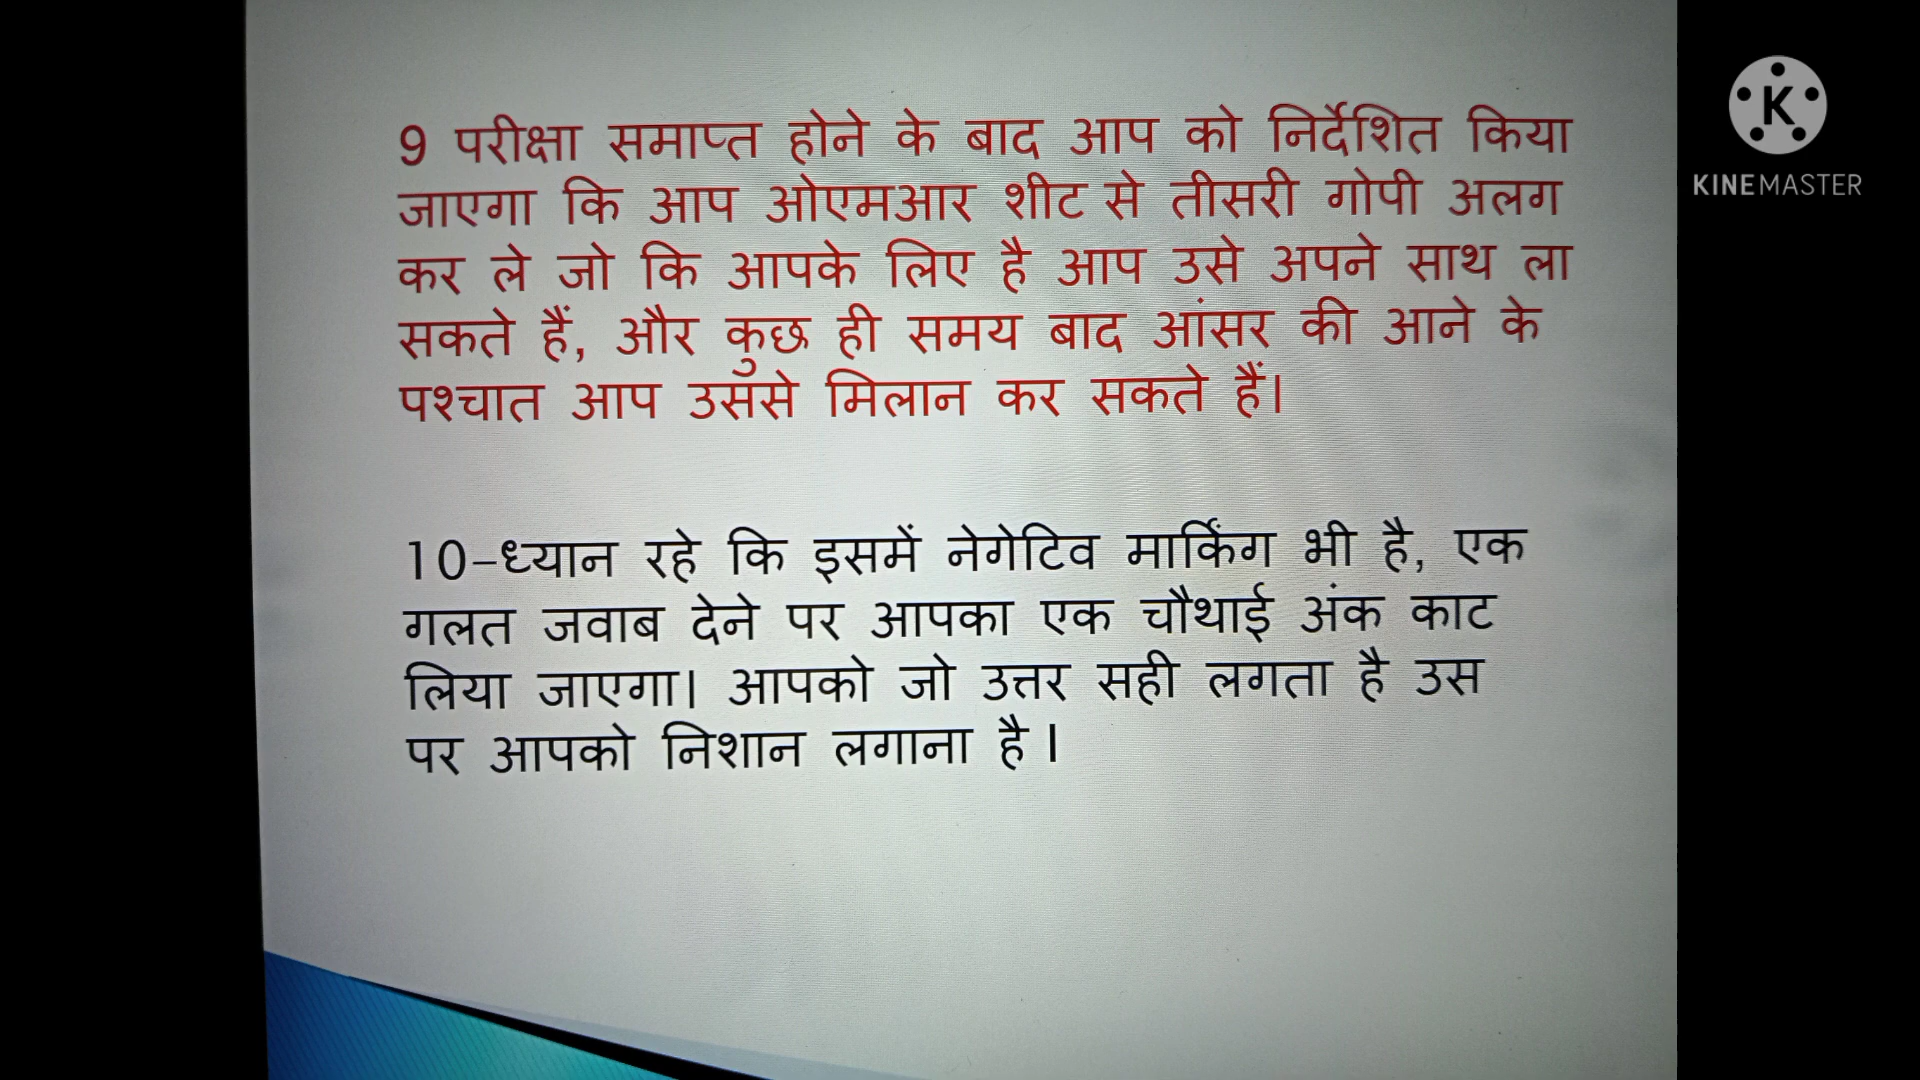 9 परीक्षा समाप्त होने के बाद आप को निर्देशित किया
जाएगा कि आप ओएमआर शीट से तीसरी गोपी अलग
कर ले जो कि आपके लिए है आप उसे अपने साथ ला
सकते हैं, और कुछ ही समय बाद आंसर की आने के
पश्चात आप उससे मिलान कर सकते हैं।
10-ध्यान रहे कि इसमें नेगेटिव मार्किंग भी है, एक
गलत जवाब देने पर आपका एक चौथाई अंक काट
लिया जाएगा। आपको जो उत्तर सही लगता है उस
पर आपको निशान लगाना है।
K
KINEMASTER